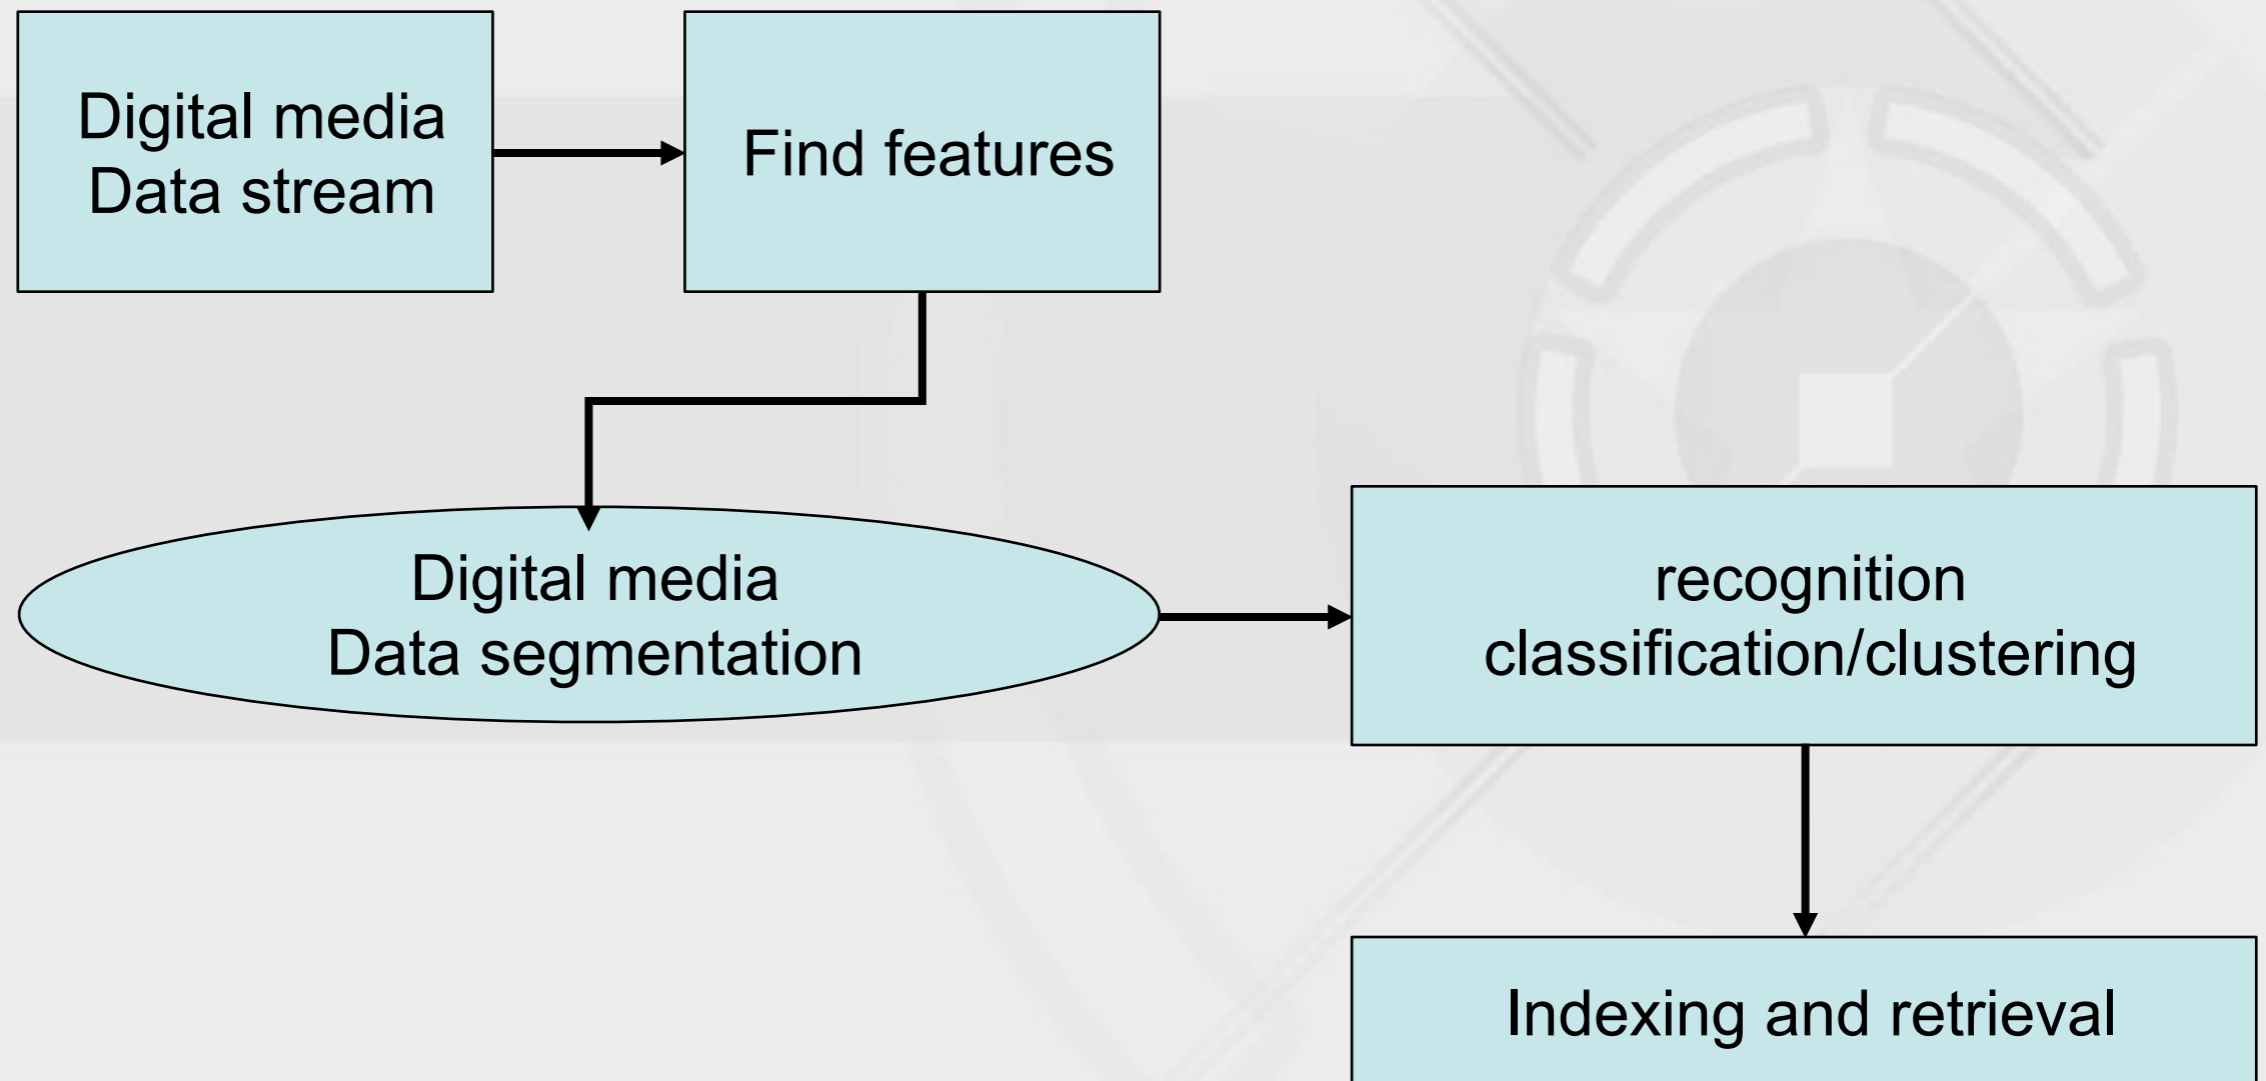 Digital media
Data stream
Find features
Digital media
Data segmentation
recognition
classification/clustering
Indexing and retrieval